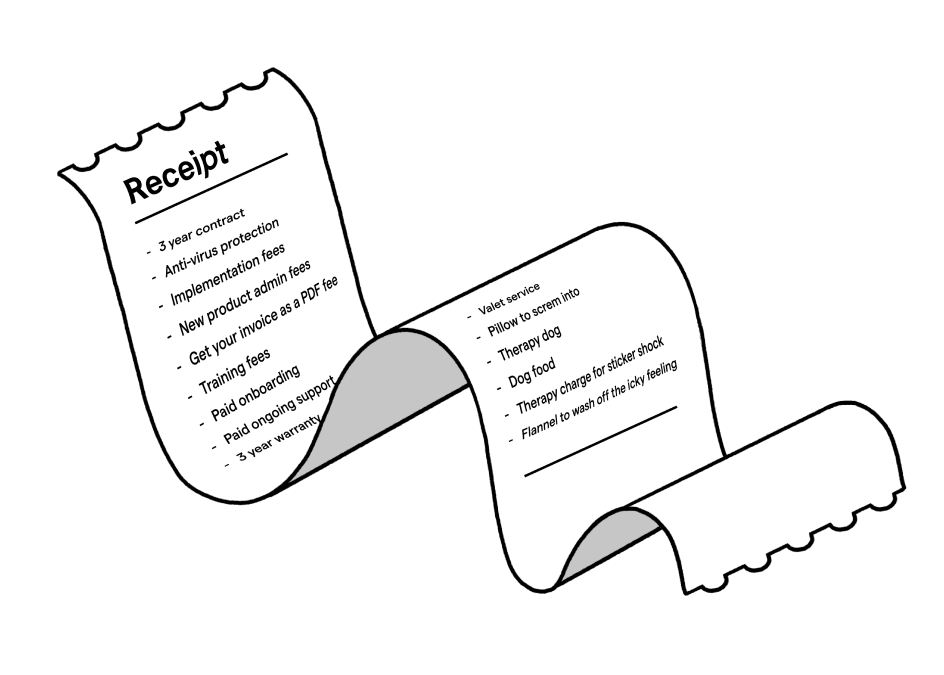 Receipt
- 3 year contract
- Anti-virus protection
- Implementation fees
- New product admin fees
- Get your invoice as a PDF fee
- Training fees
- Paid onboarding
- Paid ongoing support
- 3 year warranty
- Valet service
- Pillow to screm into
- Therapy dog
- Dog food
- Therapy charge for sticker shock
- Flannel to wash off the icky feeling